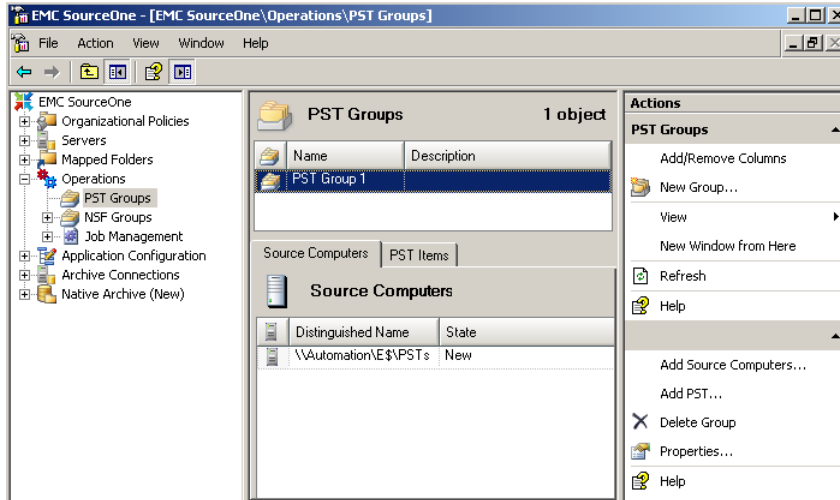 EMC SourceOne - [EMC SourceOne\Operations\PST Groups]
File Action View Window Help
EMC SourceOne
Organizational Policies
Servers
Mapped Folders
Operations
PST Groups
NSF Groups
Job Management
Application Configuration
Archive Connections
Native Archive (New)
PST Groups 1 object
Name Description
PST Group 1
Source Computers PST Items
Source Computers
Distinguished Name State
\\Automation\E$\PSTs New
Actions
PST Groups
Add/Remove Columns
New Group...
View
New Window from Here
Refresh
Help
Add Source Computers...
Add PST...
Delete Group
Properties...
Help